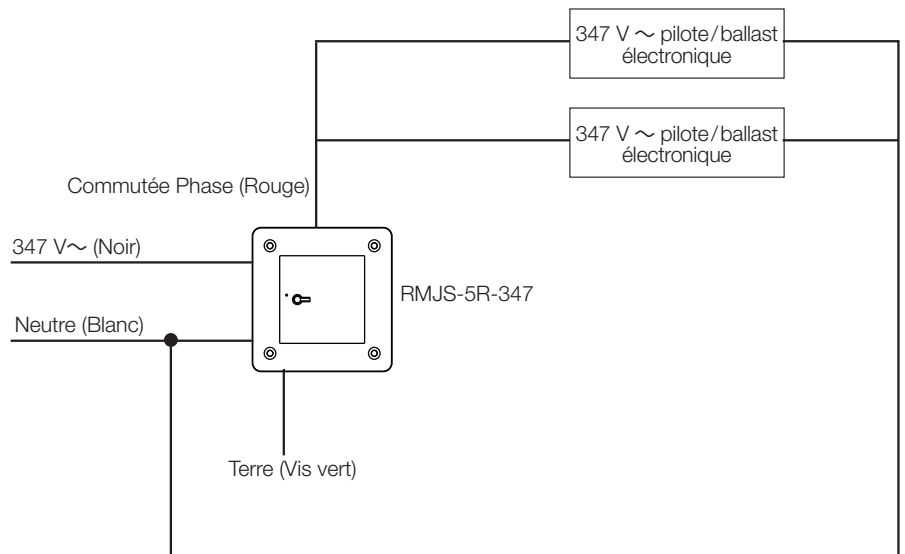 347 V ~ pilote/ballast
électronique
347 V ~ pilote/ballast
électronique
Commutée Phase (Rouge)
347 V~ (Noir)
RMJS-5R-347
Neutre (Blanc)
Terre (Vis vert)